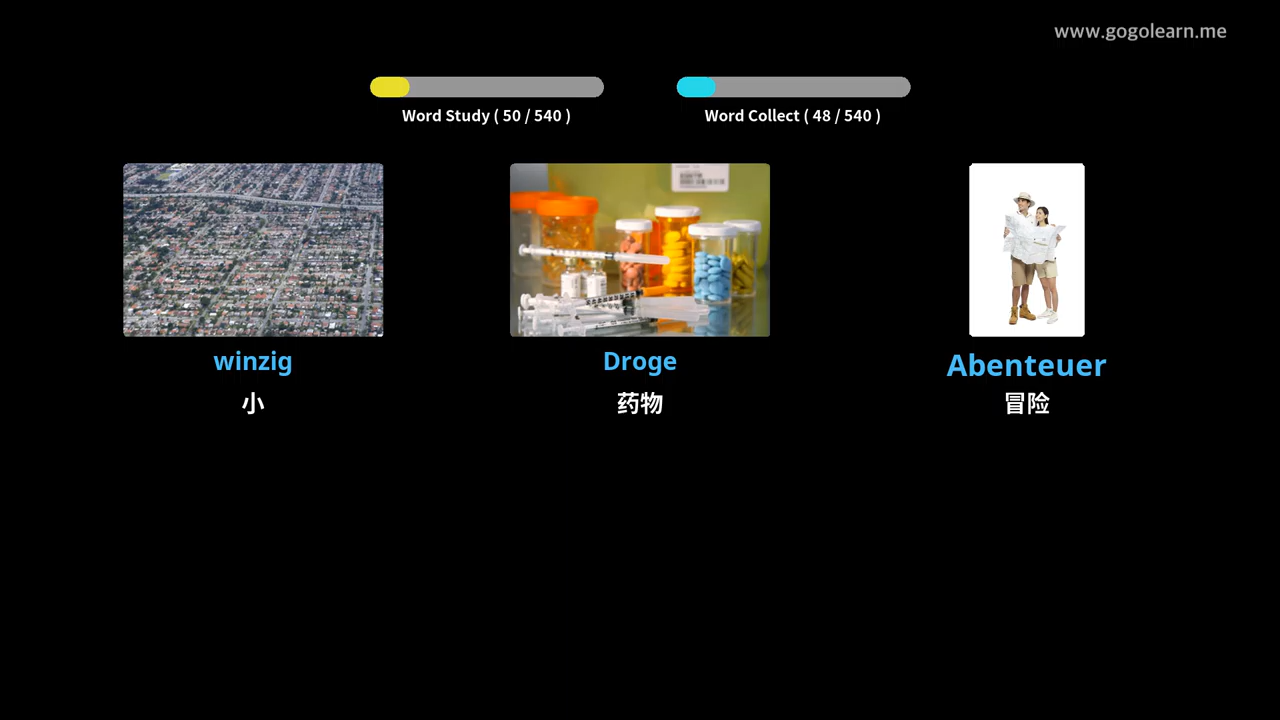 www.gogolearn.me
Word Study ( 50 / 540 )
Word Collect ( 48 / 540 )
winzig
Droge
Abenteuer
小
药物
冒险